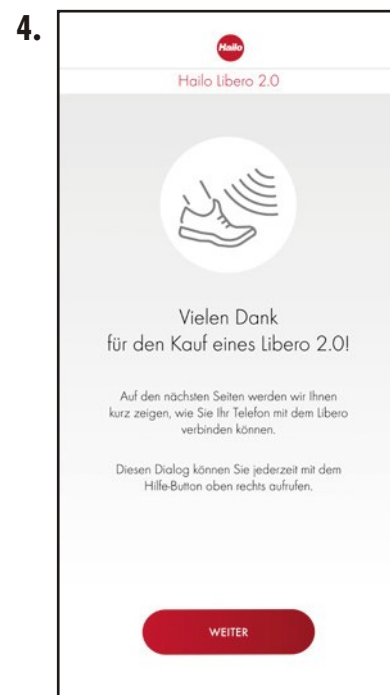 4.
Hailo
Hailo Libero 2.0
Vielen Dank
für den Kauf eines Libero 2.0!
Auf den nächsten Seiten werden wir Ihnen
kurz zeigen, wie Sie Ihr Telefon mit dem Libero
verbinden können.
Diesen Dialog können Sie jederzeit mit dem
Hilfe-Button oben rechts aufrufen.
WEITER